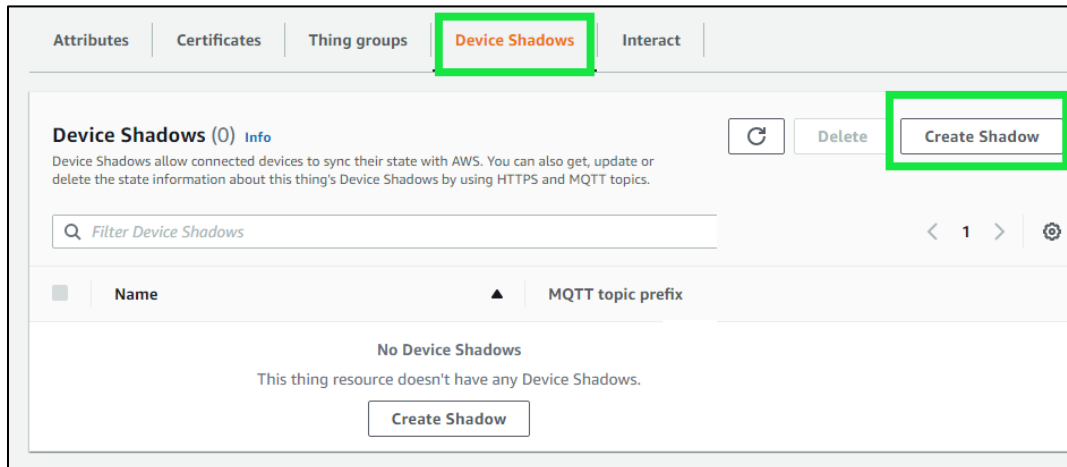 Attributes Certificates Thing groups Device Shadows Interact
Device Shadows (0) Info
Delete Create Shadow
Device Shadows allow connected devices to sync their state with AWS. You can also get, update or
delete the state information about this thing's Device Shadows by using HTTPS and MQTT topics.
Filter Device Shadows
1
Name MQTT topic prefix
No Device Shadows
This thing resource doesn't have any Device Shadows.
Create Shadow